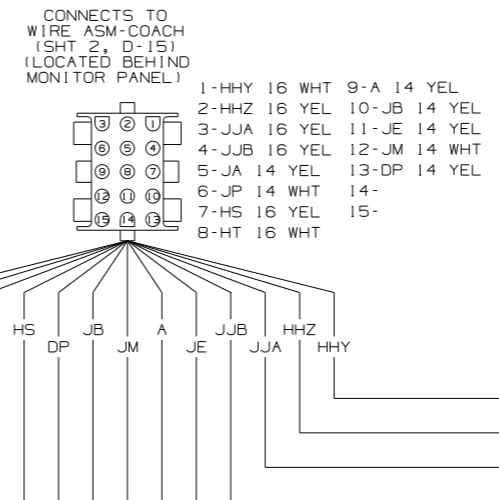 CONNECTS TO
WIRE ASM-COACH
(SHT 2, D-15)
(LOCATED BEHIND
MONITOR PANEL)
1-HHY 16 WHT
2-HHZ 16 YEL
3-JJA 16 YEL
4-JJB 16 YEL
5-JA 14 YEL
6-JP 14 WHT
7-HS 16 YEL
8-HT 16 WHT
9-A 14 YEL
10-JB 14 YEL
11-JE 14 YEL
12-JM 14 WHT
13-DP 14 YEL
14-
15-
3 2 1
6 5 4
9 8 7
12 11 10
15 14 13
HS JB A JJB HHZ
DP JM JE JJA HHY